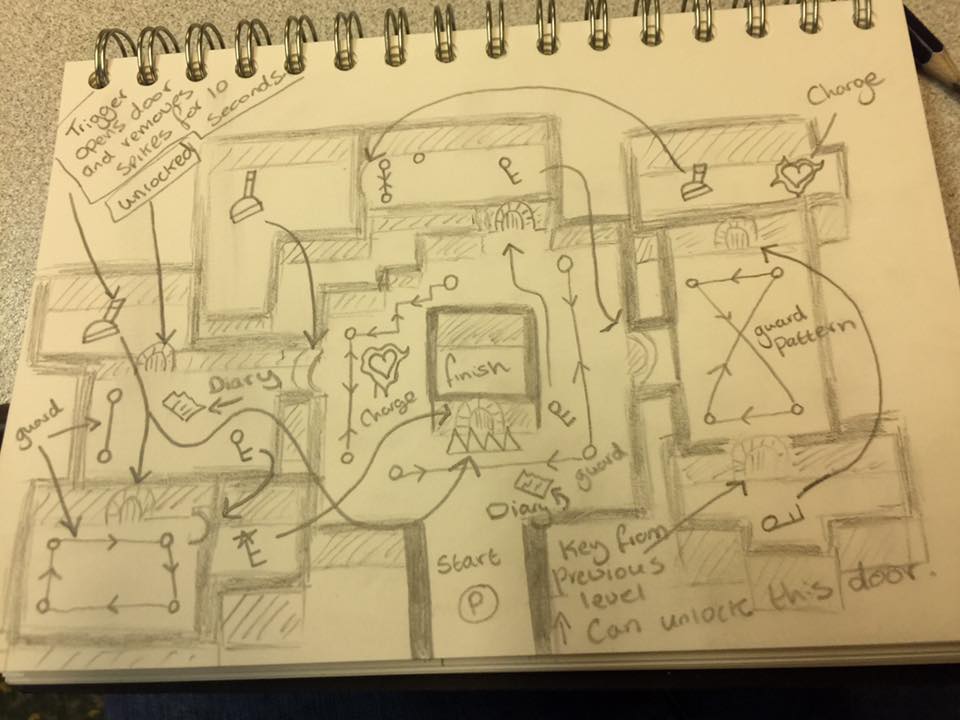 Trigger
opens door
and removes
spikes for 10
seconds.
unlocked
Charge
guard
pattern
finish
Diary
Charge
guard
guard
Diary
Start
P
Key from
previous
level
Can unlock this door.